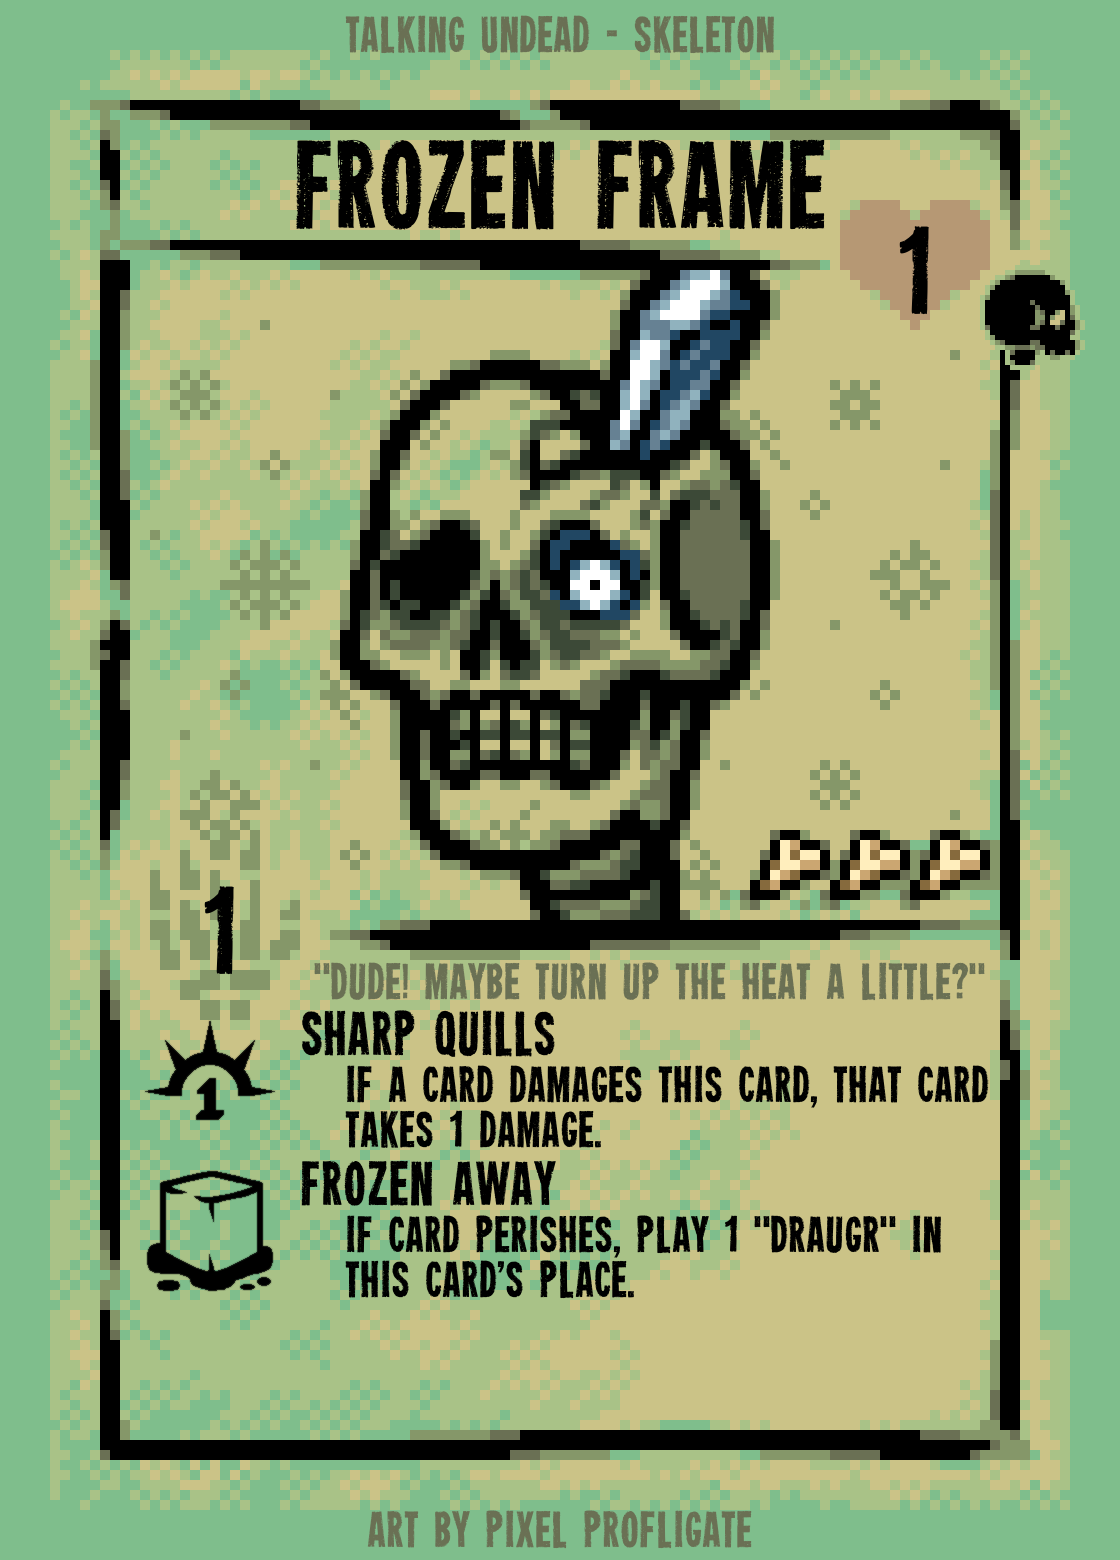 TALKING UNDEAD - SKELETON
FROZEN FRAME
1
1
"DUDE! MAYBE TURN UP THE HEAT A LITTLE?"
SHARP QUILLS
IF A CARD DAMAGES THIS CARD, THAT CARD
TAKES 1 DAMAGE.
1
FROZEN AWAY
IF CARD PERISHES, PLAY 1 "DRAUGR" IN
THIS CARD'S PLACE.
ART BY PIXEL PROFLIGATE